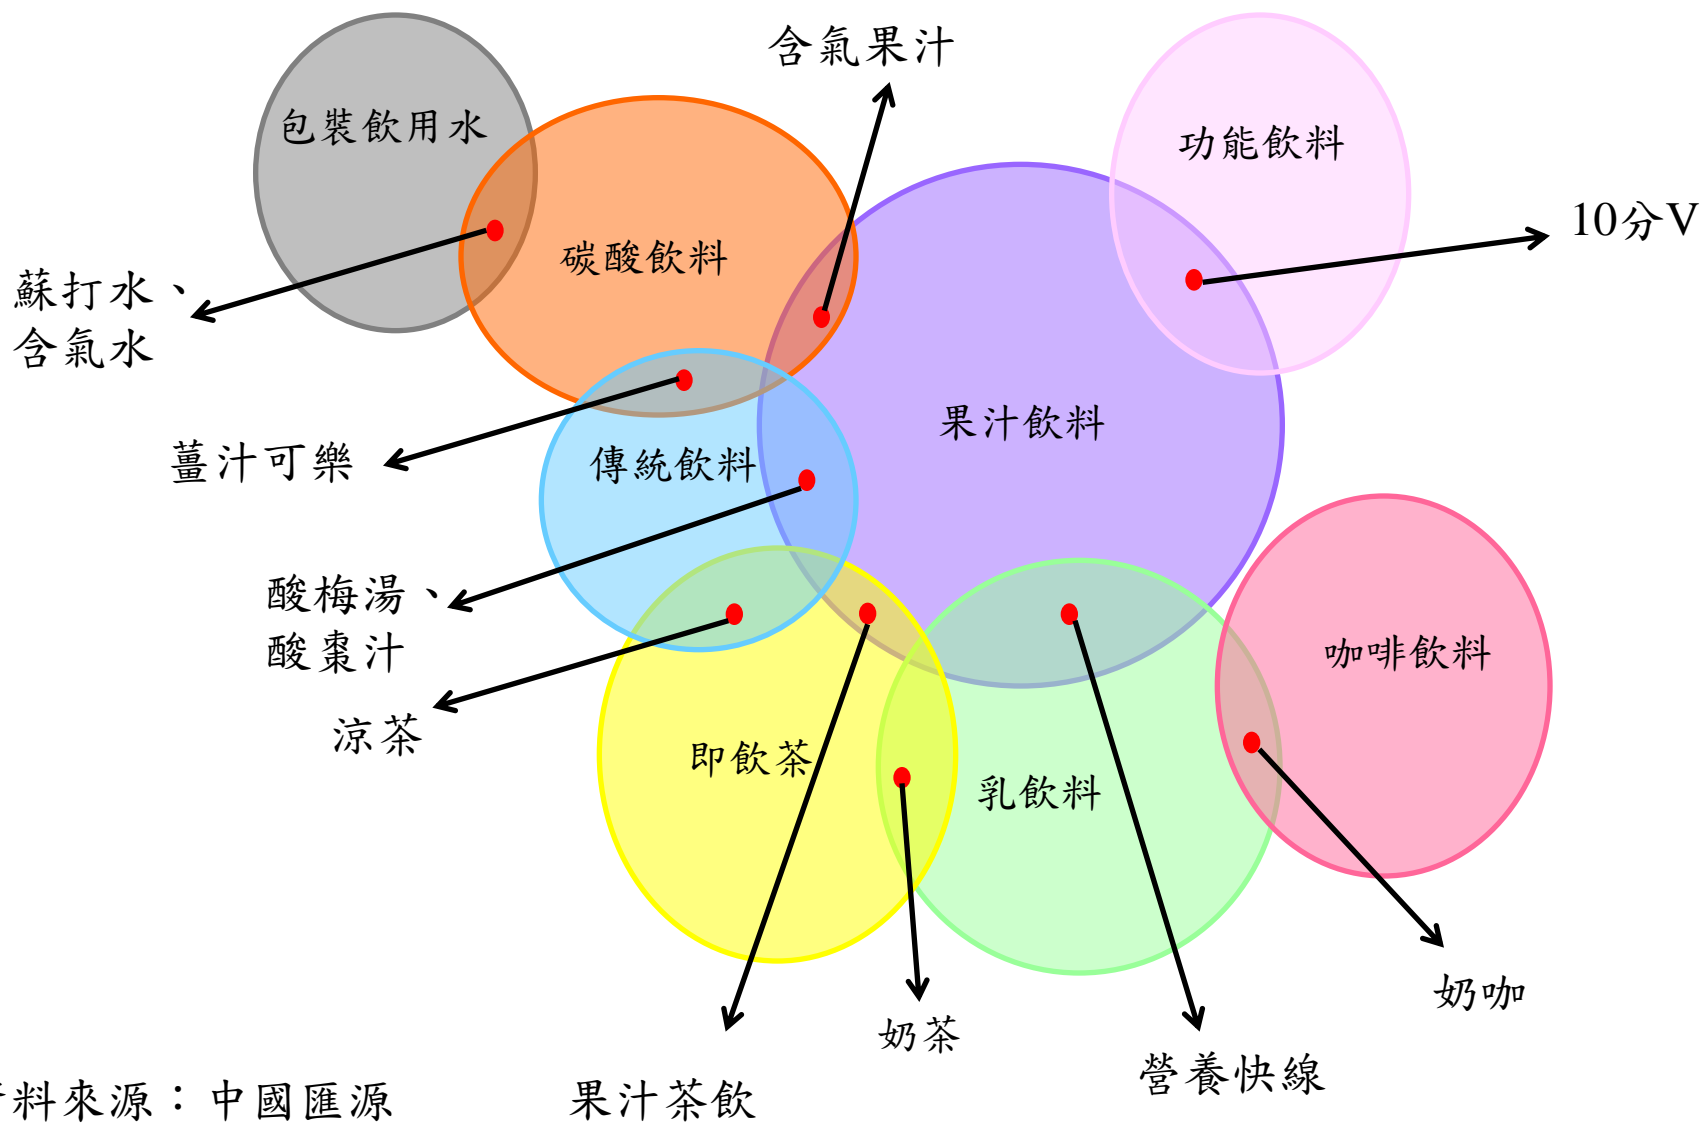 含氣果汁
包裝飲用水
功能飲料
10分V
碳酸飲料
蘇打水、
含氣水
果汁飲料
薑汁可樂
傳統飲料
酸梅湯、
酸棗汁
咖啡飲料
涼茶
即飲茶
乳飲料
奶咖
奶茶
營養快線
料來源：中國匯源
果汁茶飲